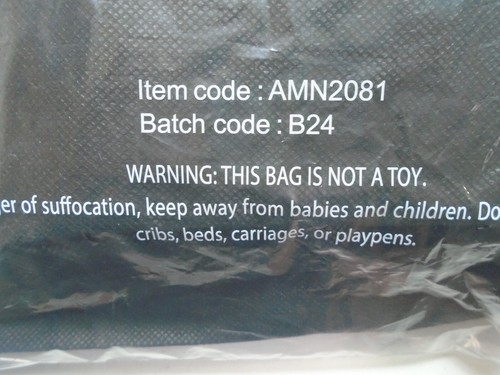 Item code : AMN2081
Batch code : B24
WARNING: THIS BAG IS NOT A TOY.
er of suffocation, keep away from babies and children. Do
cribs, beds, carriages, or playpens.